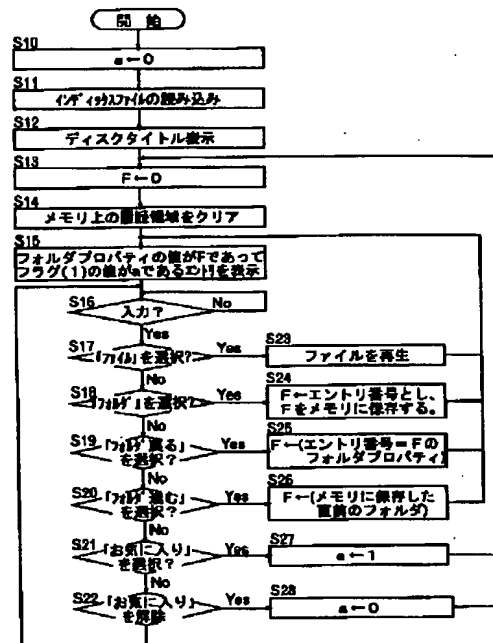 開 始
S10
a←0
S11
インデックスファイルの読み込み
S12
ディスクタイトル表示
S13
F←0
S14
メモリ上の 領域をクリア
S15
フォルダプロパティの値がFであって
フラグ(1)の値がaであるエントリを表示
S16
入力?
No
Yes
S17
「ファイル」を選択?
Yes
S23
ファイルを再生
No
S18
「フォルダ」を選択?
Yes
S24
F←エントリ番号とし、
Fをメモリに保存する。
No
S19
「フォルダ 戻る」
を選択?
Yes
S25
F←(エントリ番号=Fの
フォルダプロパティ)
No
S20
「フォルダ 進む」
を選択?
Yes
S26
F←(メモリに保存した
直前のフォルダ)
No
S21
「お気に入り」
を選択?
Yes
S27
a←1
No
S22
「お気に入り」
を解除
Yes
S28
a←0